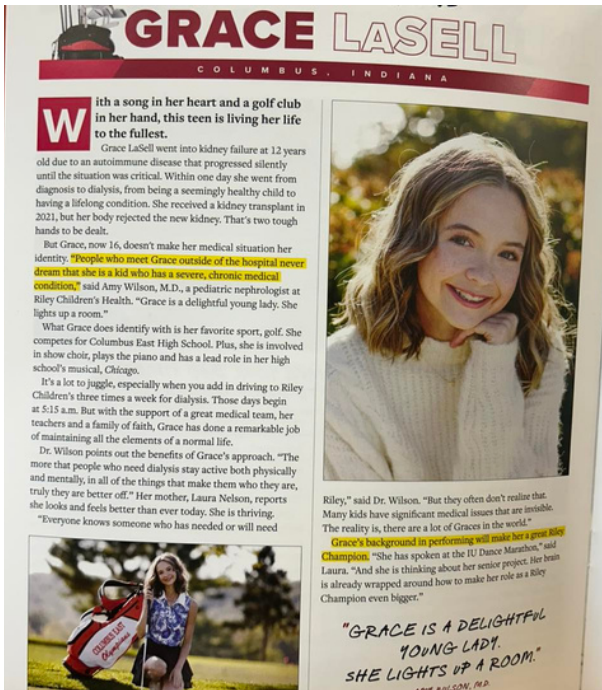 GRACE LASELL
COLUMBUS, INDIANA
With a song in her heart and a golf club
in her hand, this teen is living her life
to the fullest.
Grace LaSell went into kidney failure at 12 years
old due to an autoimmune disease that progressed silently
until the situation was critical. Within one day she went from
diagnosis to dialysis, from being a seemingly healthy child to
having a lifelong condition. She received a kidney transplant in
2021, but her body rejected the new kidney. That's two tough
hands to be dealt.
But Grace, now 16, doesn't make her medical situation her
identity. "People who meet Grace outside of the hospital never
dream that she is a kid who has a severe, chronic medical
condition," said Amy Wilson, M.D., a pediatric nephrologist at
Riley Children's Health. "Grace is a delightful young lady. She
lights up a room."
What Grace does identify with is her favorite sport, golf. She
competes for Columbus East High School. Plus, she is involved
in show choir, plays the piano and has a lead role in her high
school's musical, Chicago.
It's a lot to juggle, especially when you add in driving to Riley
Children's three times a week for dialysis. Those days begin
at 5:15 a.m. But with the support of a great medical team, her
teachers and a family of faith, Grace has done a remarkable job
of maintaining all the elements of a normal life.
Dr. Wilson points out the benefits of Grace's approach. "The
more that people who need dialysis stay active both physically
and mentally, in all of the things that make them who they are,
truly they are better off." Her mother, Laura Nelson, reports
she looks and feels better than ever today. She is thriving.
"Everyone knows someone who has needed or will need
COLUMBUS EAST
Olympians
Riley," said Dr. Wilson. "But they often don't realize that.
Many kids have significant medical issues that are invisible.
The reality is, there are a lot of Graces in the world."
Grace's background in performing will make her a great Riley
Champion. "She has spoken at the IU Dance Marathon," said
Laura. "And she is thinking about her senior project. Her brain
is already wrapped around how to make her role as a Riley
Champion even bigger."
"GRACE IS A DELIGHTFUL
YOUNG LADY.
SHE LIGHTS UP A ROOM."